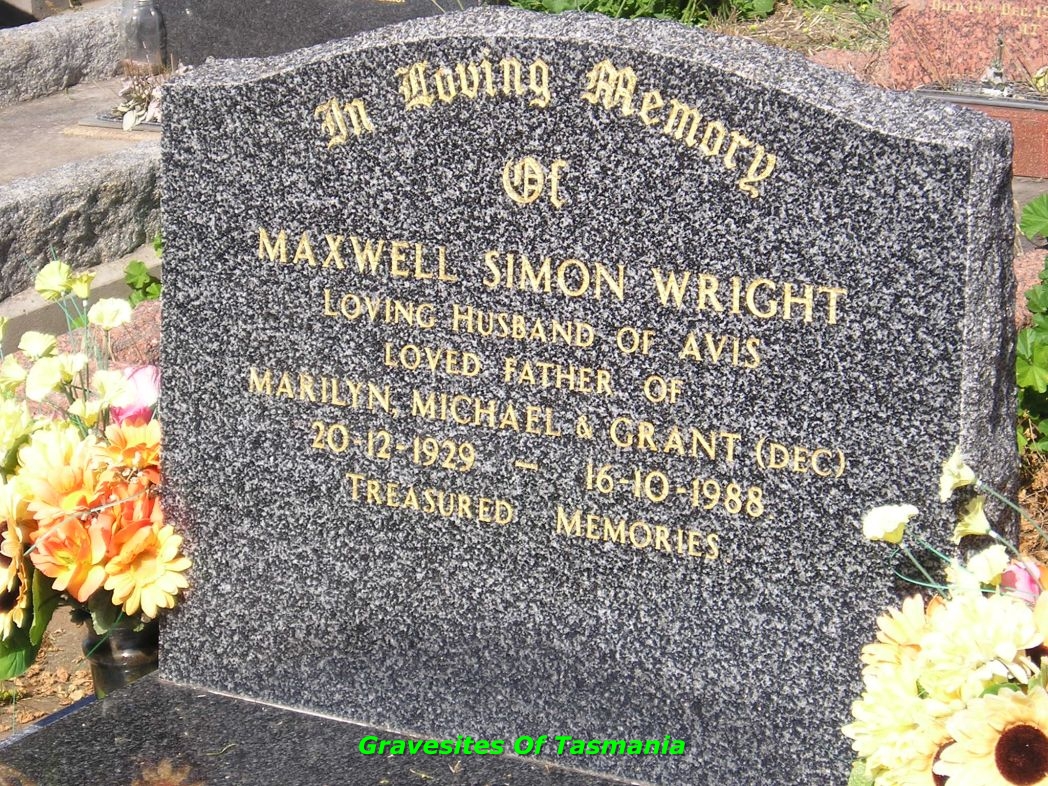 In Loving Memory
Of
MAXWELL SIMON WRIGHT
LOVING HUSBAND OF AVIS
LOVED FATHER OF
MARILYN, MICHAEL & GRANT (DEC)
20-12-1929 – 16-10-1988
TREASURED MEMORIES
Gravesites Of Tasmania